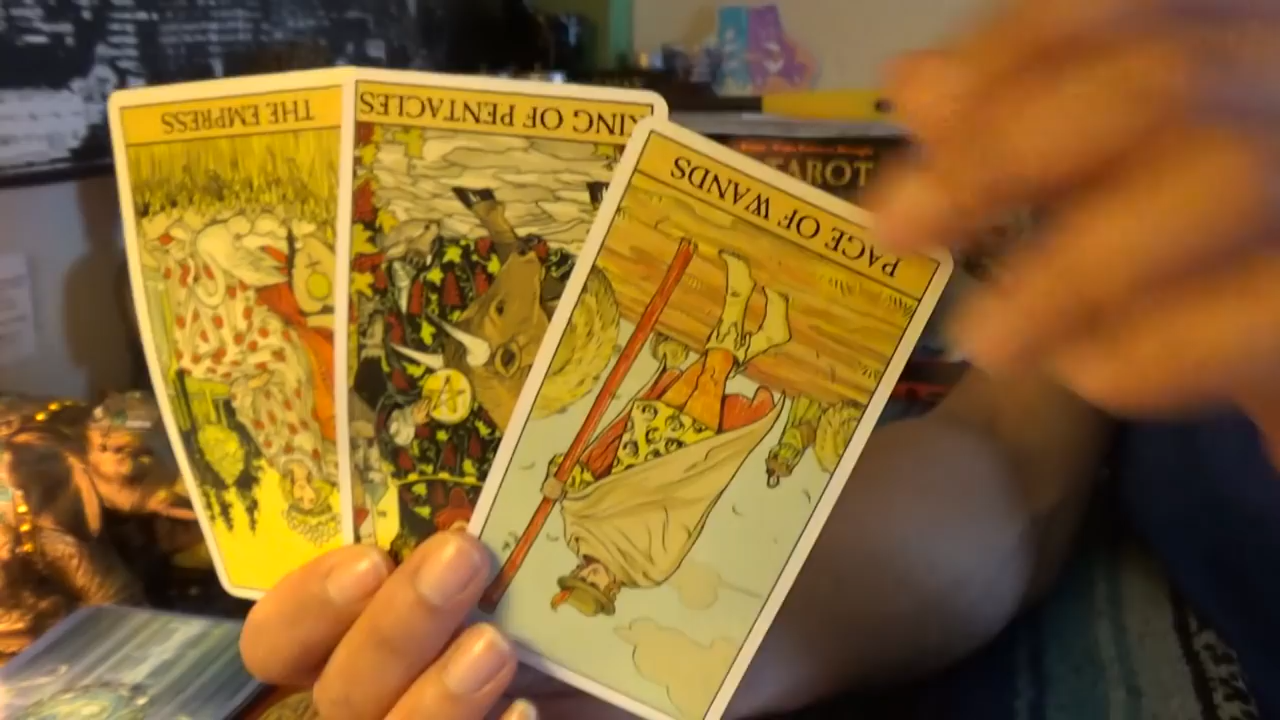 THE EMPRESS
KING OF PENTACLES
PAGE OF WANDS
TAROT